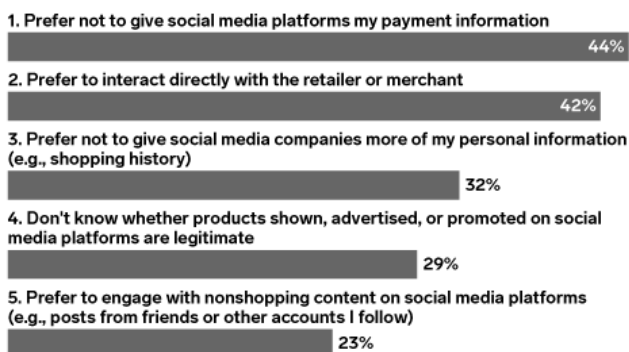 1. Prefer not to give social media platforms my payment information
44%
2. Prefer to interact directly with the retailer or merchant
42%
3. Prefer not to give social media companies more of my personal information
(e.g., shopping history)
32%
4. Don't know whether products shown, advertised, or promoted on social
media platforms are legitimate
29%
5. Prefer to engage with nonshopping content on social media platforms
(e.g., posts from friends or other accounts I follow)
23%